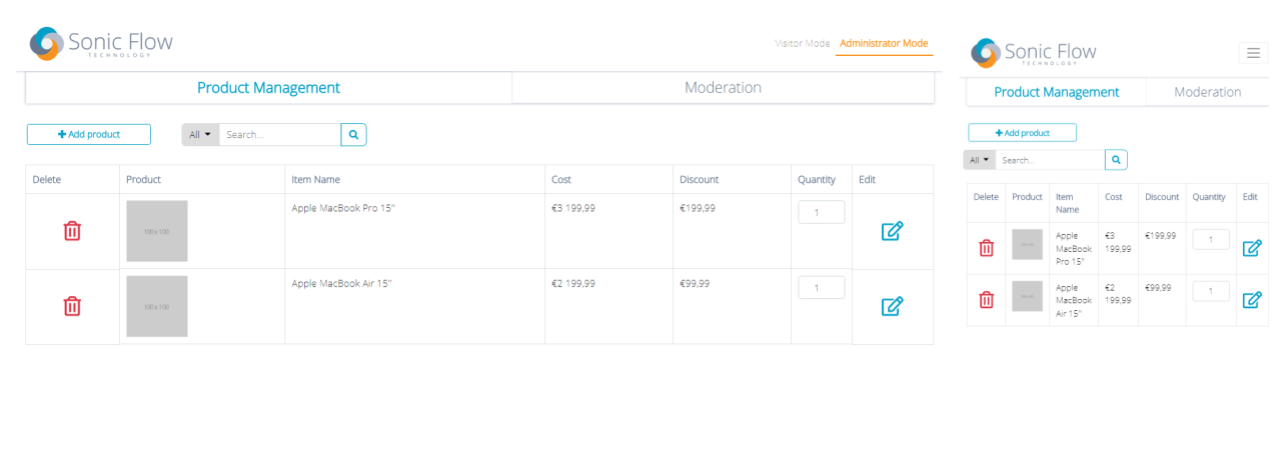 Sonic Flow
TECHNOLOGY
Visitor Mode Administrator Mode
Product Management Moderation
Add product All Search...
Delete Product Item Name Cost Discount Quantity Edit
100 x 100 Apple MacBook Pro 15" €3 199,99 €199,99 1
100 x 100 Apple MacBook Air 15" €2 199,99 €99,99 1
Sonic Flow
TECHNOLOGY
Product Management Moderation
Add product
All Search...
Delete Product Item Cost Discount Quantity Edit
Name
Apple €3 €199,99 1
MacBook 199,99
Pro 15"
Apple €2 €99,99 1
MacBook 199,99
Air 15"